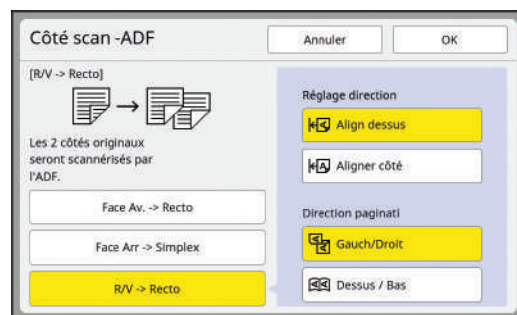 Côté scan -ADF
Annuler
OK
[R/V -> Recto]
Les 2 côtés originaux
seront scannérisés par
l'ADF.
Face Av. -> Recto
Face Arr -> Simplex
R/V -> Recto
Réglage direction
Align dessus
Aligner côté
Direction paginati
Gauch/Droit
Dessus / Bas